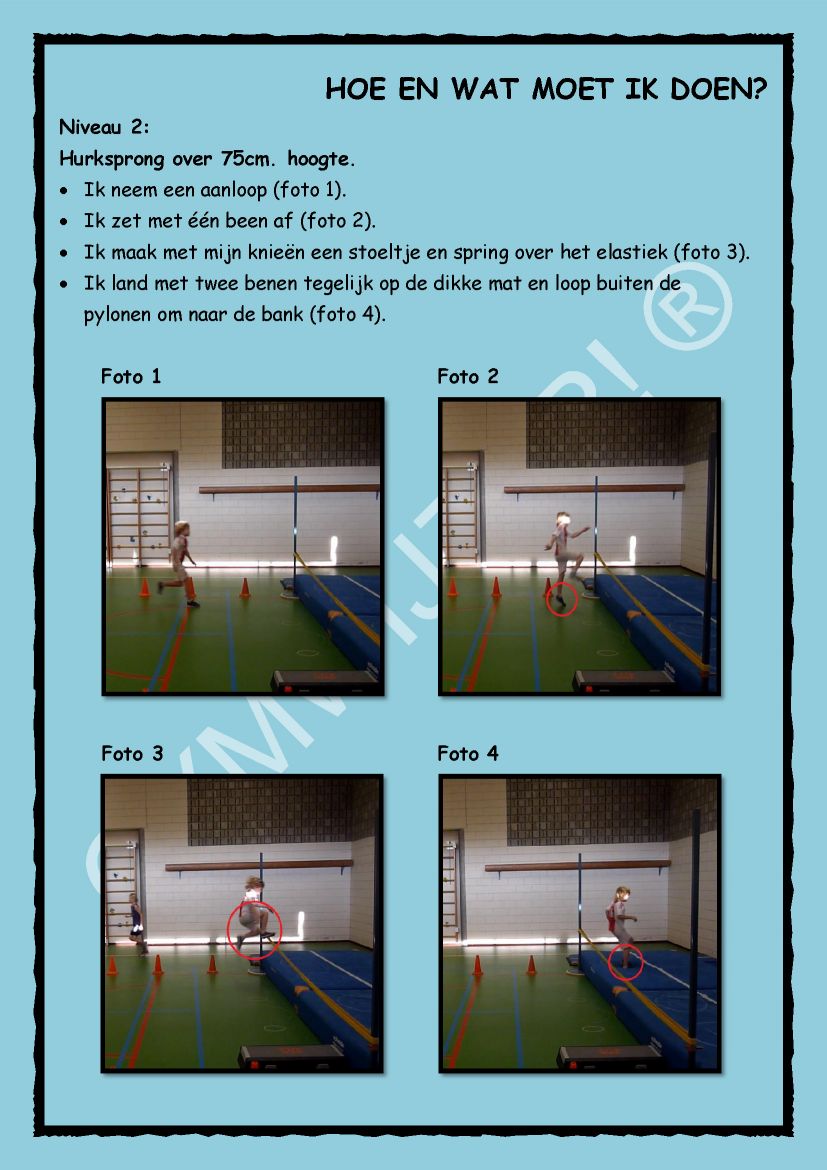 HOE EN WAT MOET IK DOEN?
Niveau 2:
Hurksprong over 75cm. hoogte.
• Ik neem een aanloop (foto 1).
• Ik zet met één been af (foto 2).
• Ik maak met mijn knieën een stoeltje en spring over het elastiek (foto 3).
• Ik land met twee benen tegelijk op de dikke mat en loop buiten de
pylonen om naar de bank (foto 4).
Foto 1
Foto 2
Foto 3
Foto 4